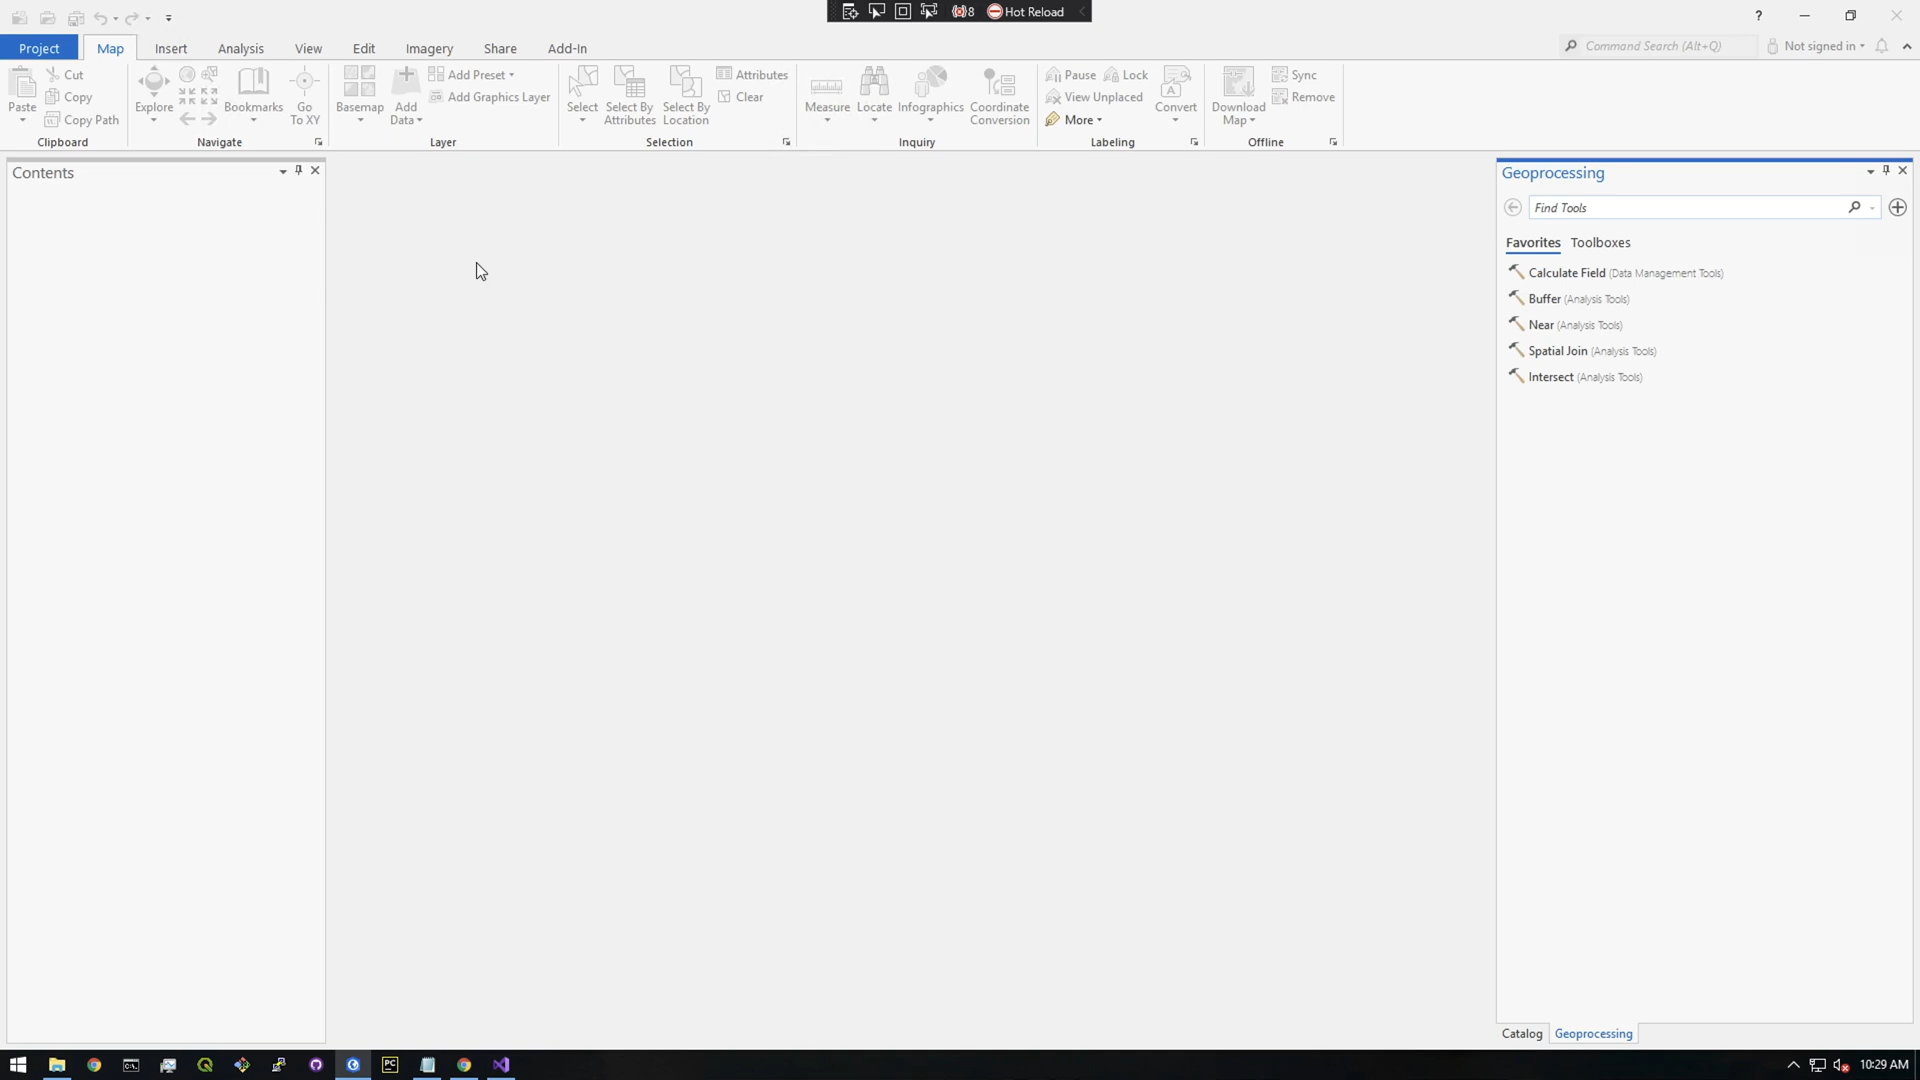 8 Hot Reload
?
Project Map Insert Analysis View Edit Imagery Share Add-In
Command Search (Alt+Q)
Not signed in
Paste
Cut
Copy
Copy Path
Clipboard
Explore
Bookmarks
Go
To XY
Navigate
Basemap
Add
Data
Add Preset
Add Graphics Layer
Layer
Select
Select By
Attributes
Select By
Location
Attributes
Clear
Selection
Measure
Locate
Infographics
Coordinate
Conversion
Inquiry
Pause Lock
View Unplaced
More
Convert
Labeling
Download
Map
Sync
Remove
Offline
Contents
Geoprocessing
Find Tools
Favorites Toolboxes
Calculate Field (Data Management Tools)
Buffer (Analysis Tools)
Near (Analysis Tools)
Spatial Join (Analysis Tools)
Intersect (Analysis Tools)
Catalog Geoprocessing
PC
10:29 AM